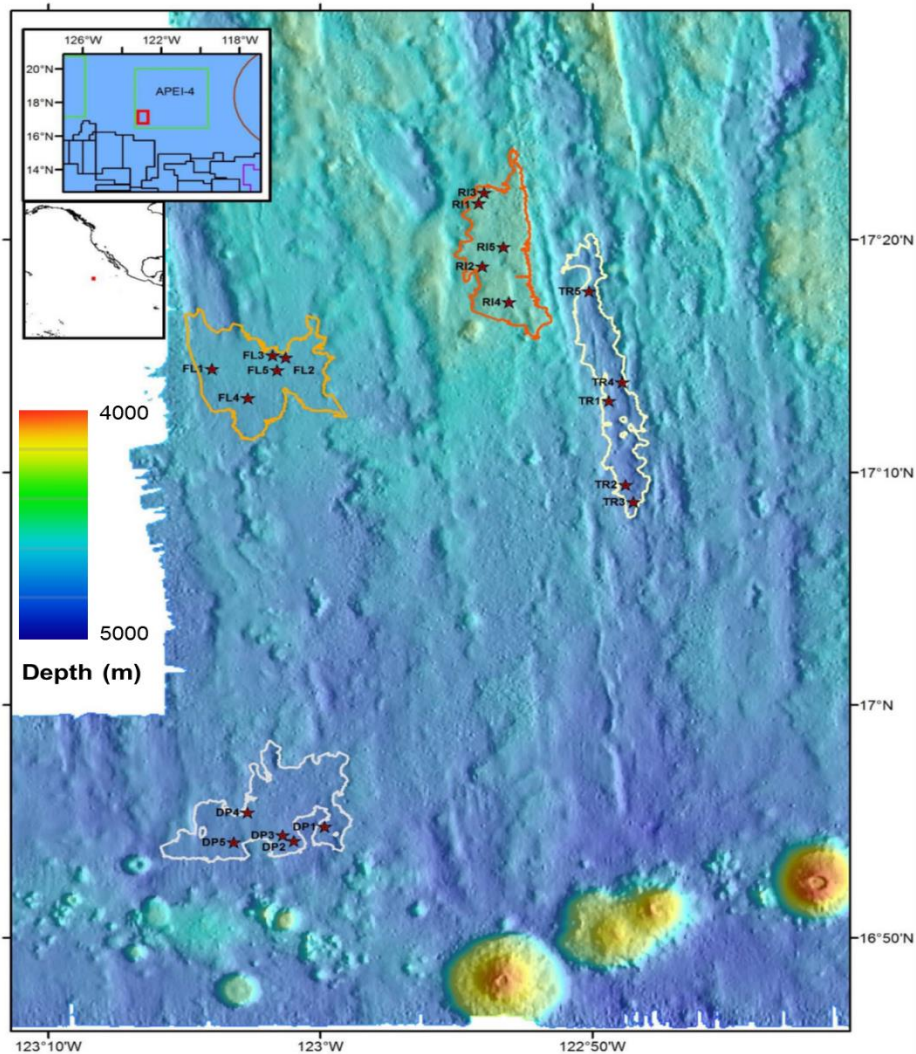 126°W 122°W 118°W
20°N
APEI-4
18°N
16°N
14°N
RI3
RI1
17°20'N
RI5
RI2
TR5
RI4
FL3
FL1 FL5 FL2
TR4
FL4
TR1
4000
17°10'N
TR2
TR3
5000
Depth (m)
17°N
DP4
DP1
DP3
DP5 DP2
16°50'N
123°10'W 123°W 122°50'W